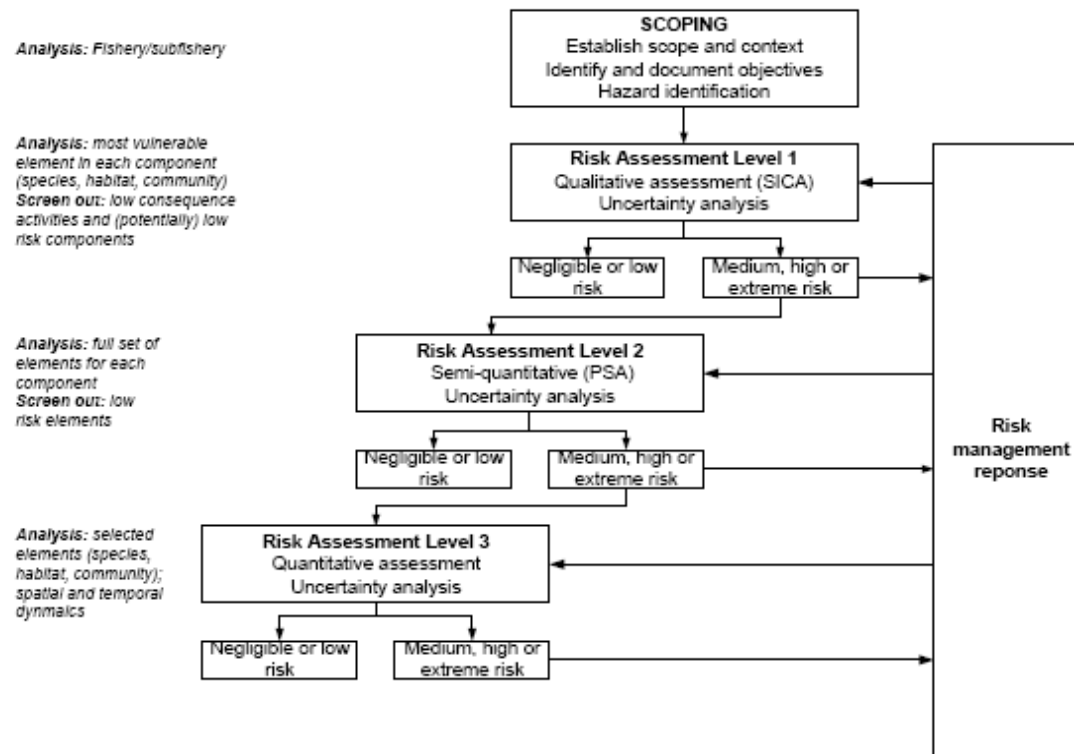 SCOPING
Establish scope and context
Identify and document objectives
Hazard identification
Analysis: Fishery/subfishery
Analysis: most vulnerable
element in each component
(species, habitat, community)
Screen out: low consequence
activities and (potentially) low
risk components
Risk Assessment Level 1
Qualitative assessment (SICA)
Uncertainty analysis
Negligible or low
risk
Medium, high or
extreme risk
Analysis: full set of
elements for each
component
Screen out: low
risk elements
Risk Assessment Level 2
Semi-quantitative (PSA)
Uncertainty analysis
Negligible or low
risk
Medium, high or
extreme risk
Risk
management
reponse
Analysis: selected
elements (species,
habitat, community);
spatial and temporal
dynmaics
Risk Assessment Level 3
Quantitative assessment
Uncertainty analysis
Negligible or low
risk
Medium, high or
extreme risk